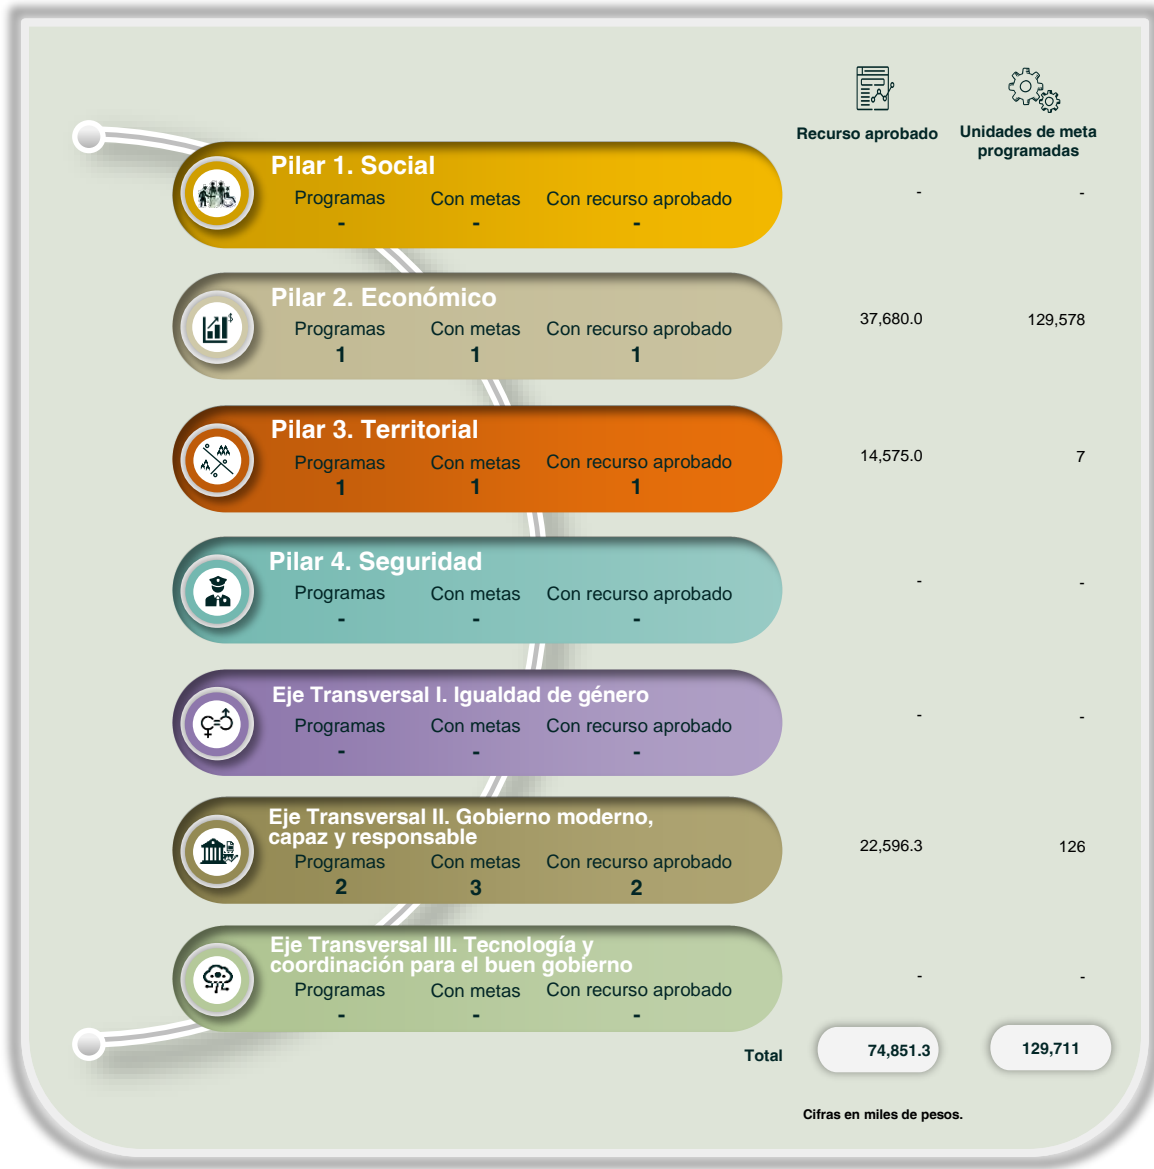 Recurso aprobado
Unidades de meta
programadas
Pilar 1. Social
Programas Con metas Con recurso aprobado
- - -
- -
Pilar 2. Económico
Programas Con metas Con recurso aprobado
1 1 1
37,680.0 129,578
Pilar 3. Territorial
Programas Con metas Con recurso aprobado
1 1 1
14,575.0 7
Pilar 4. Seguridad
Programas Con metas Con recurso aprobado
- - -
- -
Eje Transversal I. Igualdad de género
Programas Con metas Con recurso aprobado
- - -
- -
Eje Transversal II. Gobierno moderno,
capaz y responsable
Programas Con metas Con recurso aprobado
2 3 2
22,596.3 126
Eje Transversal III. Tecnología y
coordinación para el buen gobierno
Programas Con metas Con recurso aprobado
- - -
- -
Total 74,851.3 129,711
Cifras en miles de pesos.